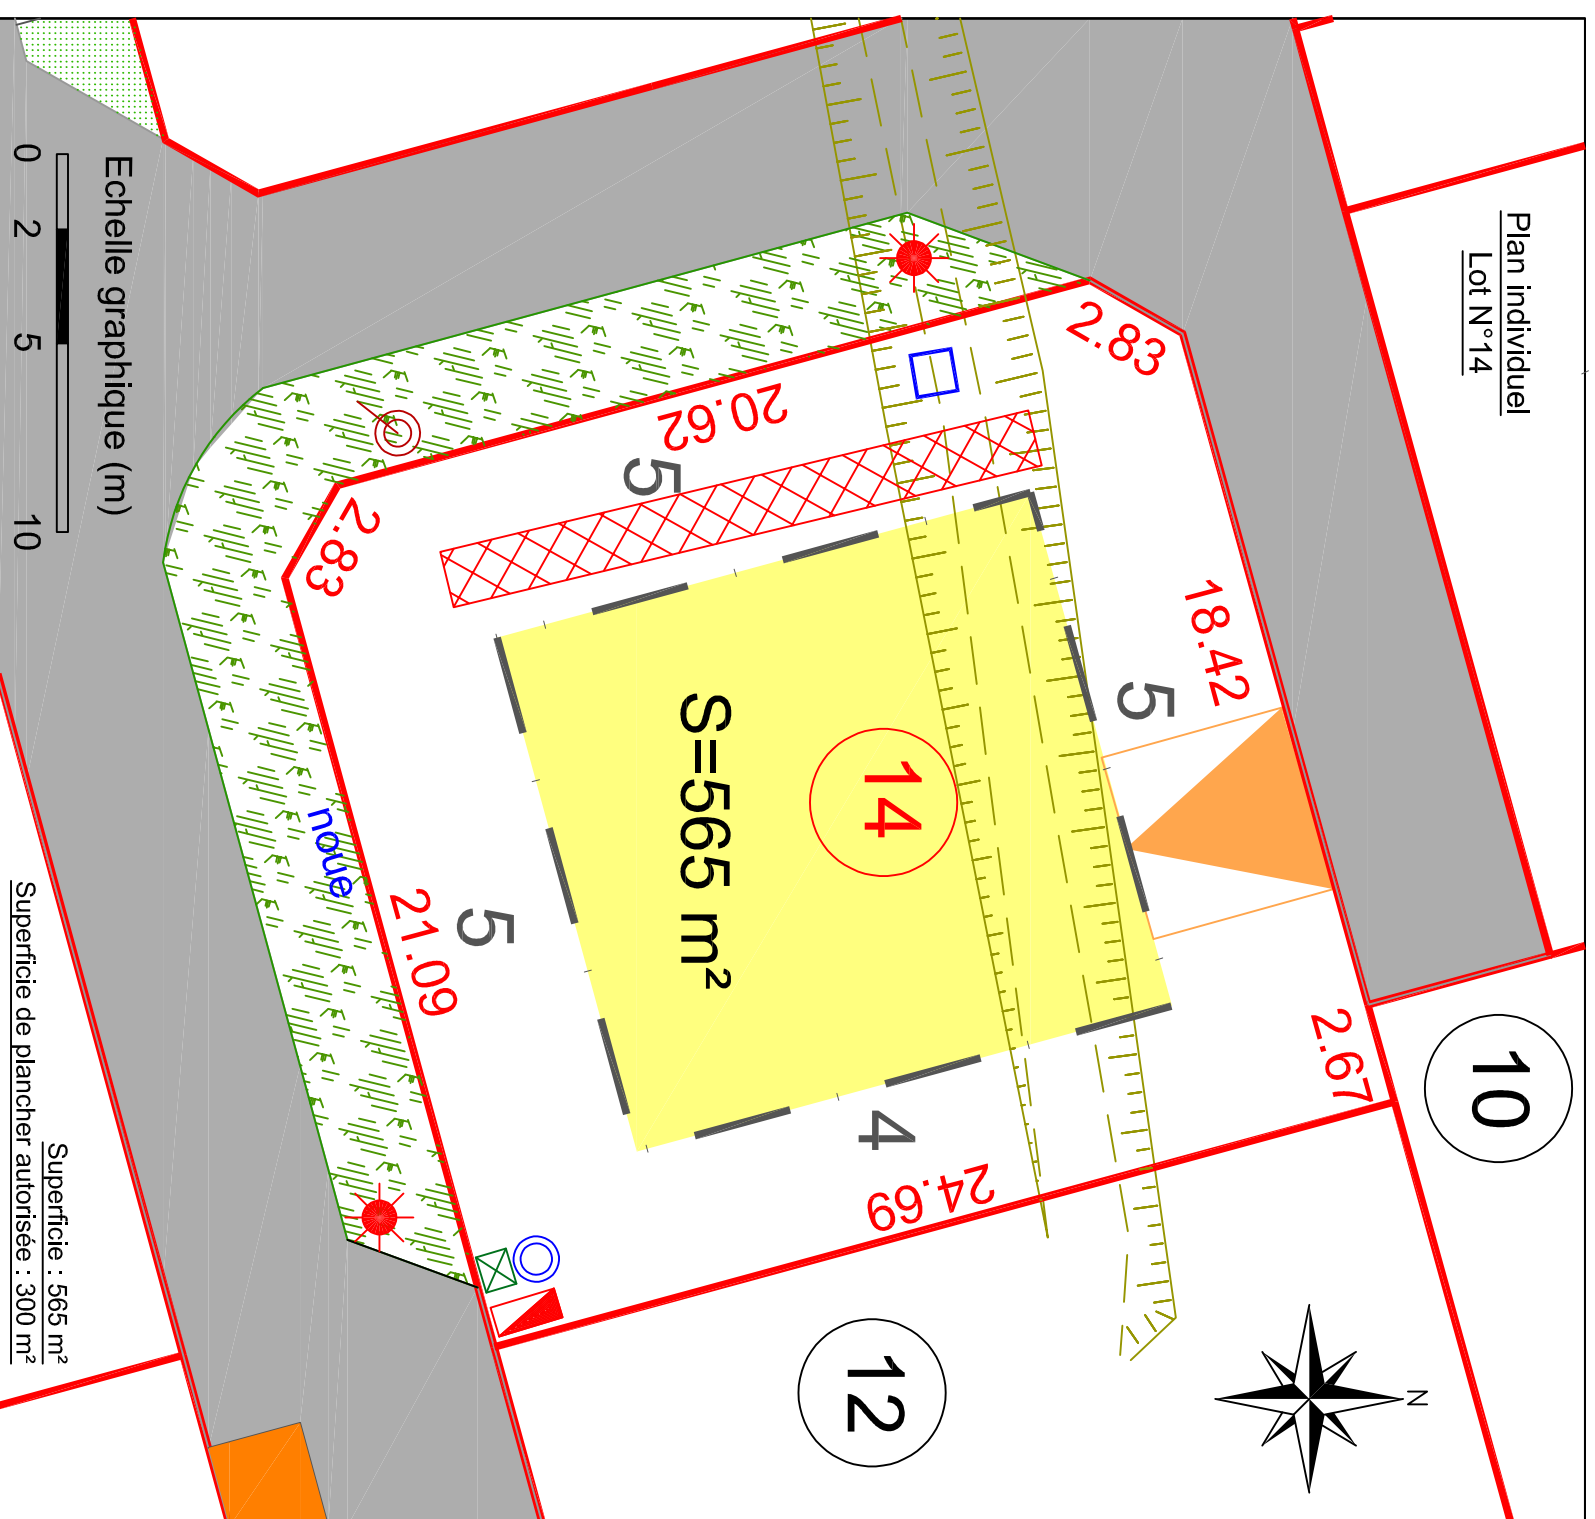 Plan individuel
Lot N°14
N
10
2.67
18.42
2.83
5
14
12
4
24.69
S=565 m²
20.62
5
5
21.09
2.83
noue
Echelle graphique (m)
0 2 5 10
Superficie : 565 m²
Superficie de plancher autorisée : 300 m²